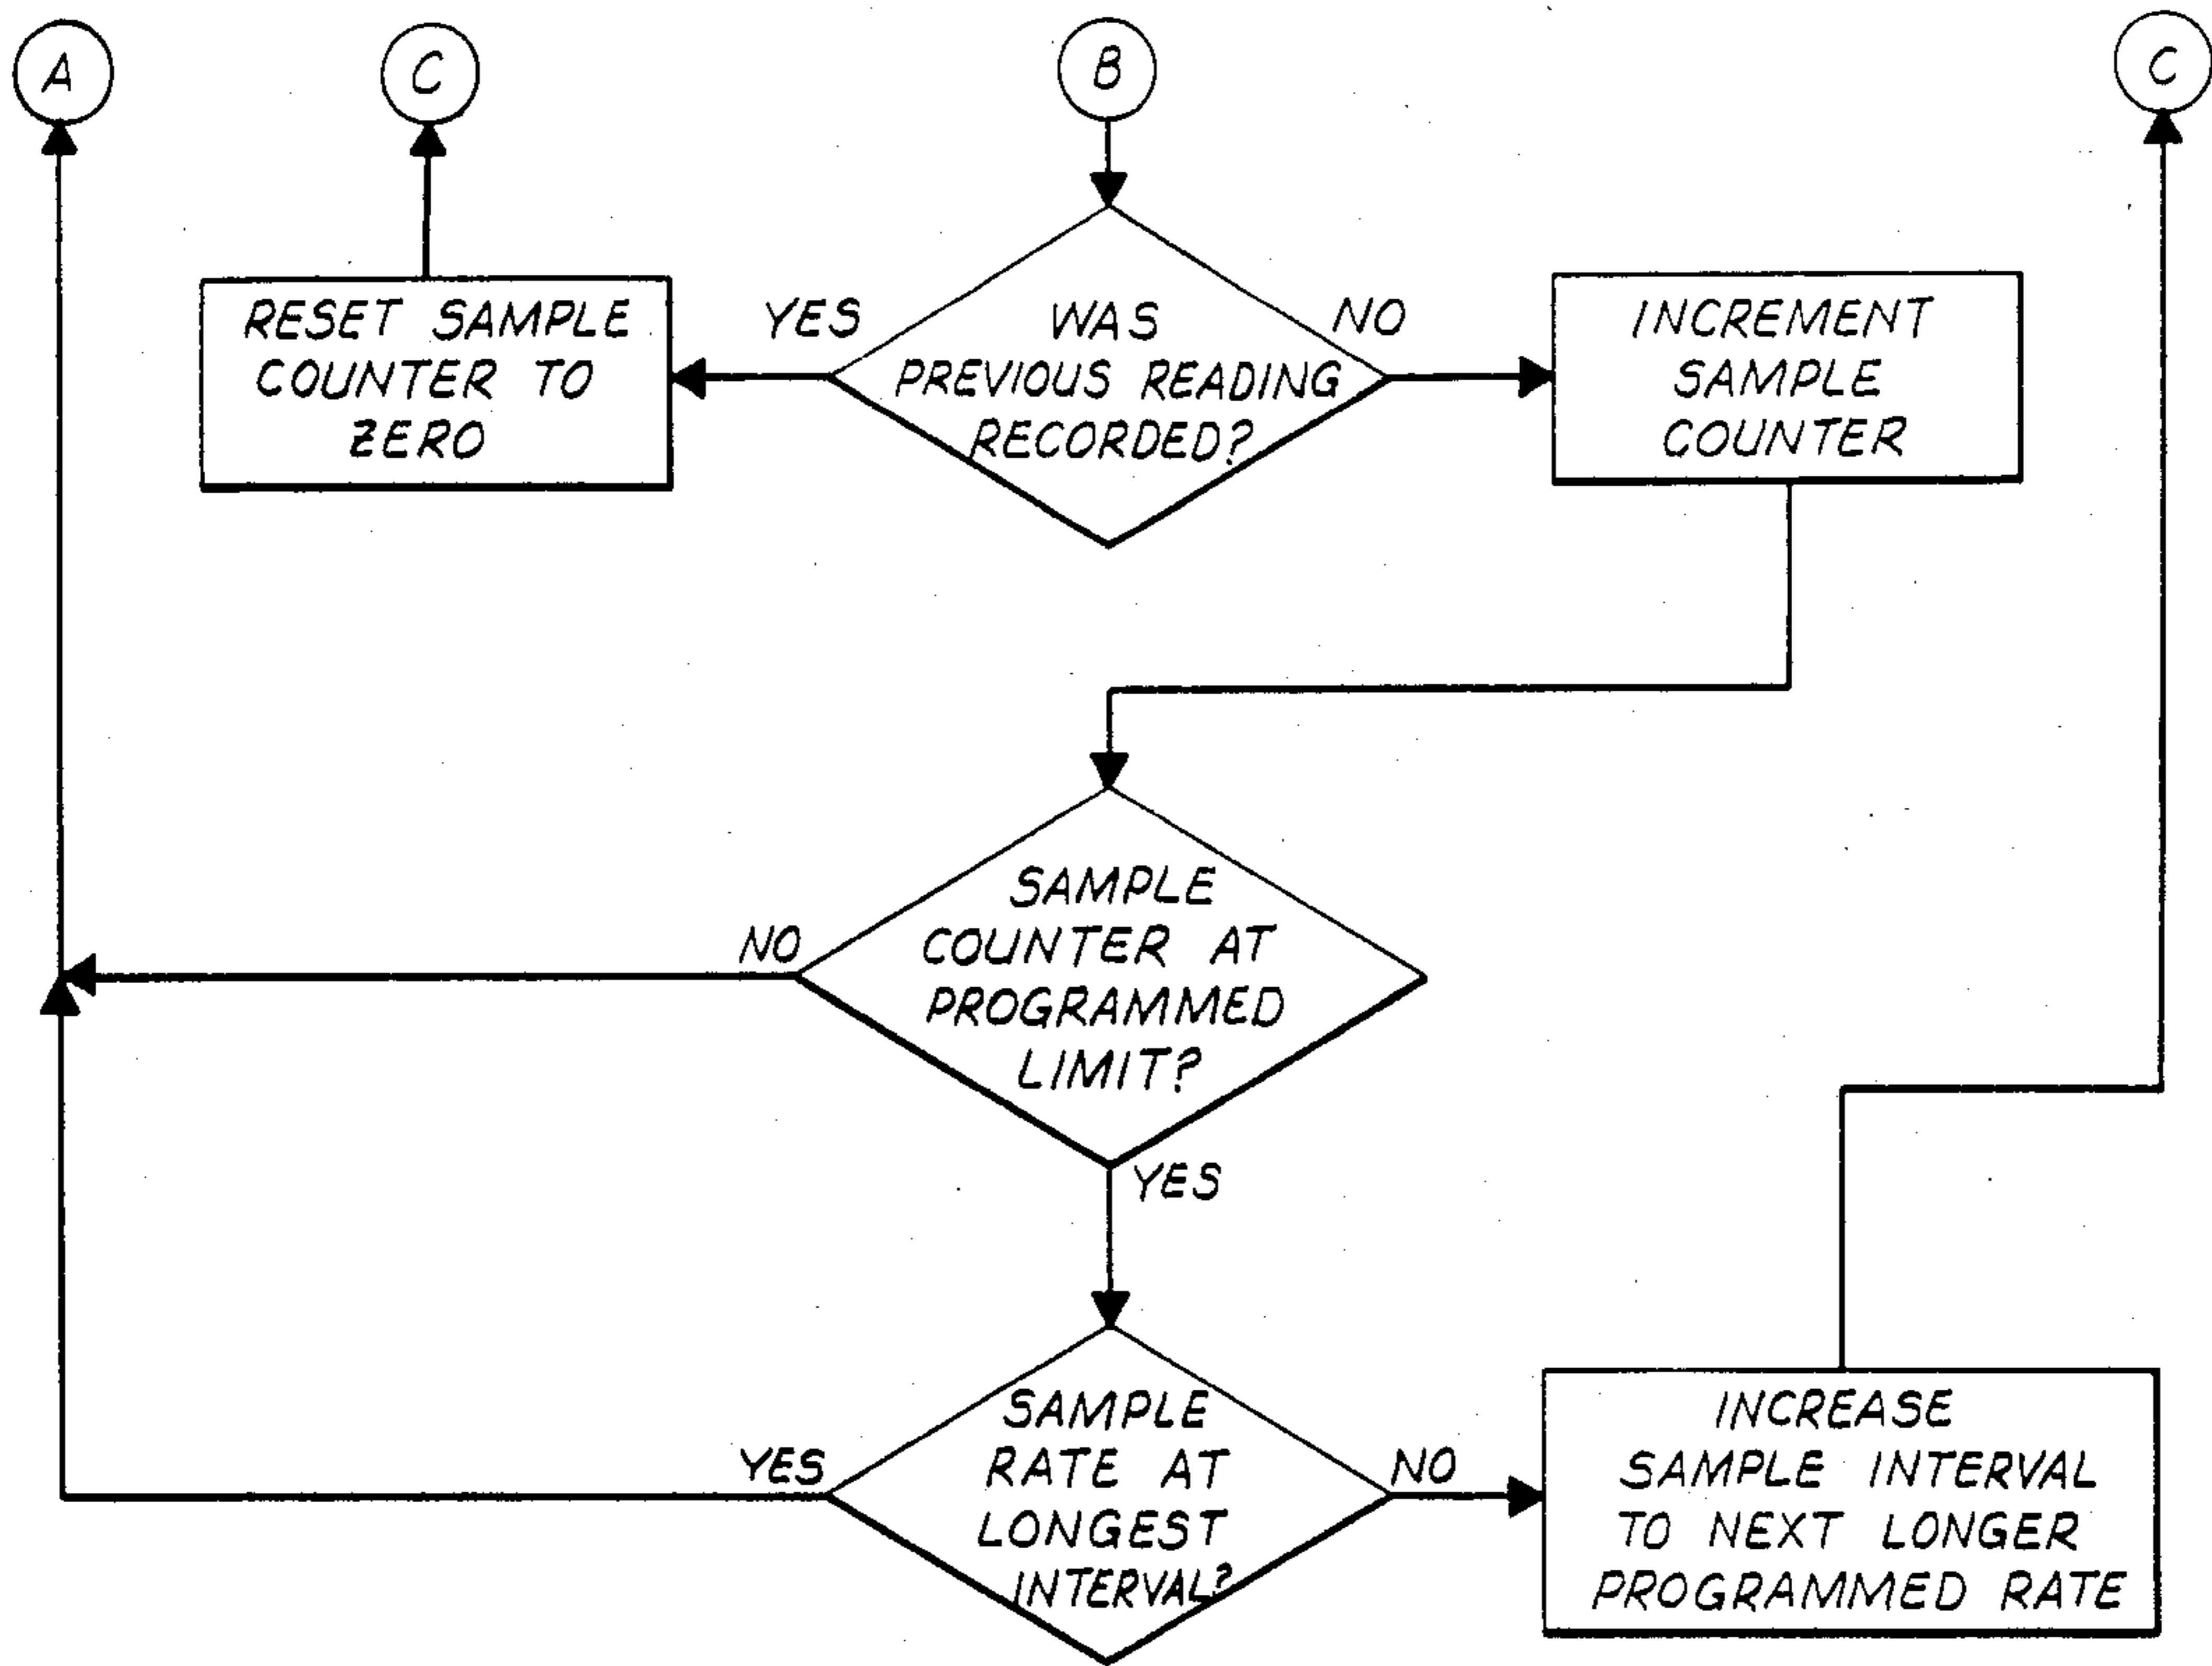 A
C
B
C
RESET SAMPLE
COUNTER TO
ZERO
YES
WAS
PREVIOUS READING
RECORDED?
NO
INCREMENT
SAMPLE
COUNTER
SAMPLE
COUNTER AT
PROGRAMMED
LIMIT?
NO
YES
SAMPLE
RATE AT
LONGEST
INTERVAL?
YES
NO
INCREASE
SAMPLE INTERVAL
TO NEXT LONGER
PROGRAMMED RATE